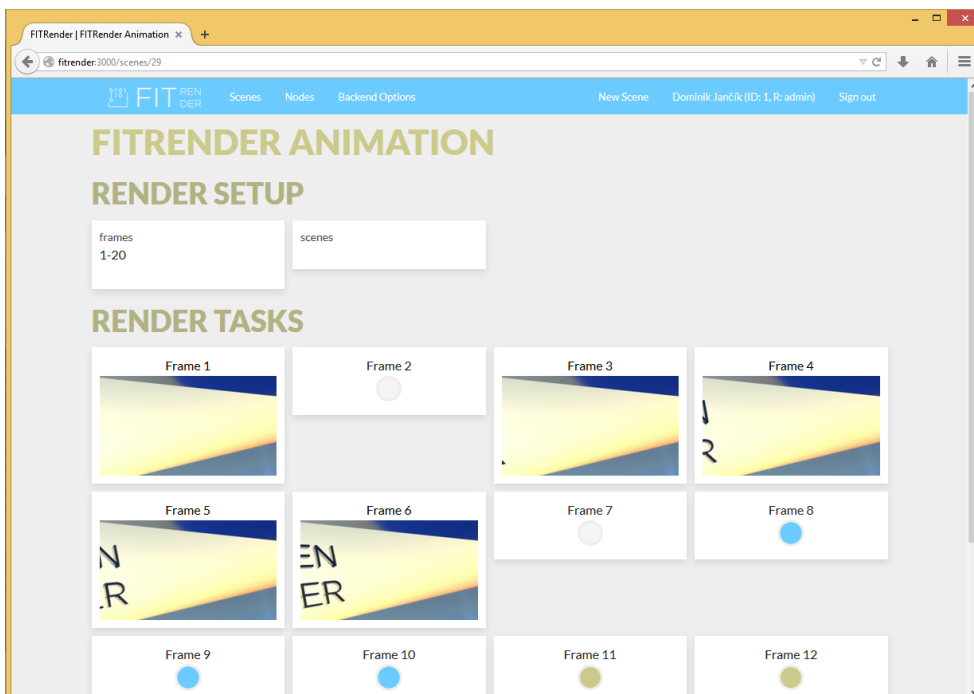 FITRender | FITRender Animation × +
fitrender:3000/scenes/29
FIT REN DER Scenes Nodes Backend Options New Scene Dominik Jančík (ID: 1, R: admin) Sign out
FITRENDER ANIMATION
RENDER SETUP
frames scenes
1-20
RENDER TASKS
Frame 1 Frame 2 Frame 3 Frame 4
R
Frame 5 Frame 6 Frame 7 Frame 8
N EN
R ER
Frame 9 Frame 10 Frame 11 Frame 12